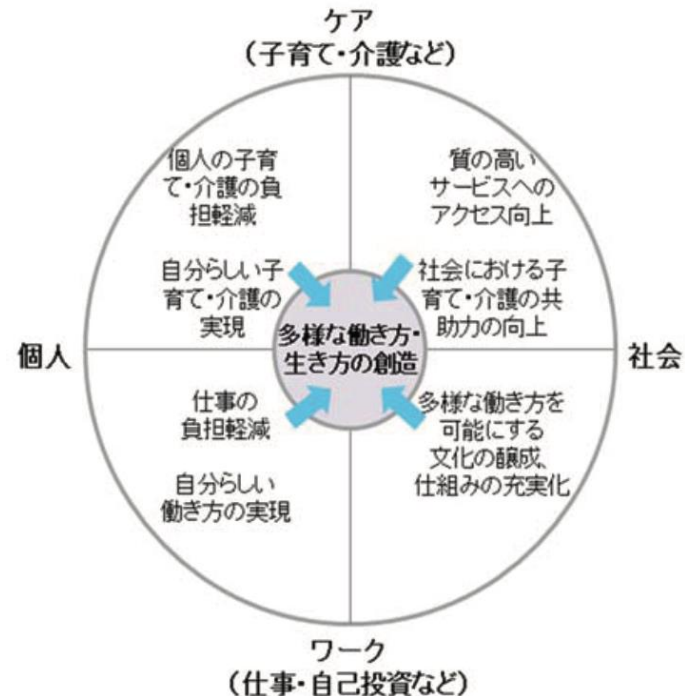 ケア
(子育て・介護など)
個人の子育
て・介護の負
担軽減
自分らしい子
育て・介護の
実現
質の高い
サービスへの
アクセス向上
社会における子
育て・介護の共
助力の向上
個人
多様な働き方・
生き方の創造
社会
仕事の
負担軽減
自分らしい
働き方の実現
多様な働き方を
可能にする
文化の醸成、
仕組みの充実化
ワーク
(仕事・自己投資など)